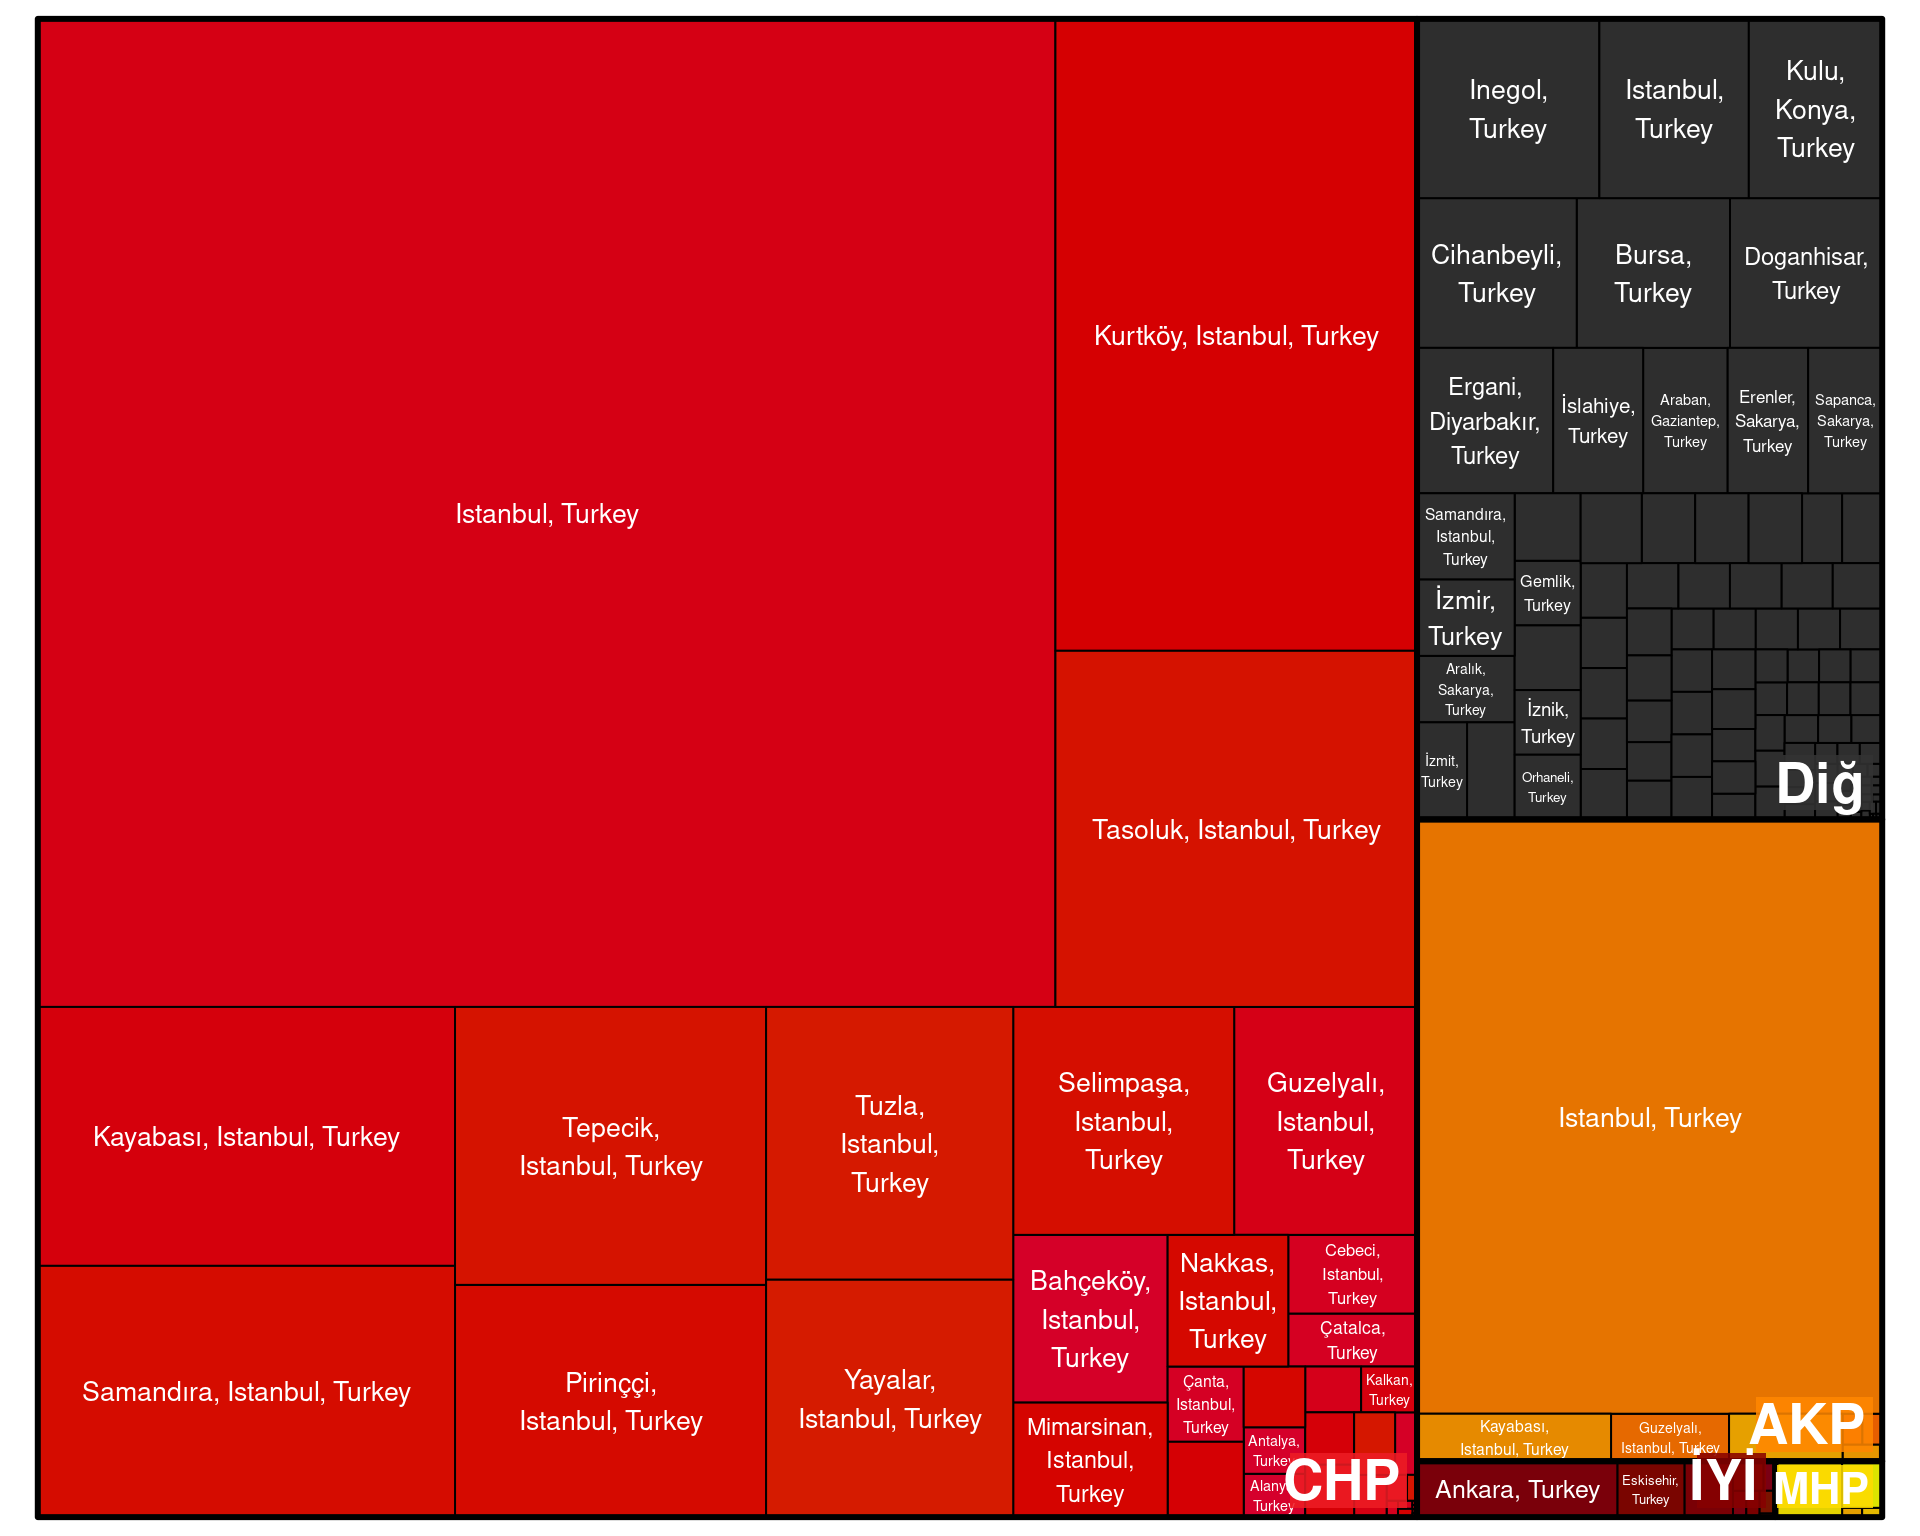 Istanbul, Turkey
Kurtköy, Istanbul, Turkey
Tasoluk, Istanbul, Turkey
Kayabası, Istanbul, Turkey
Samandıra, Istanbul, Turkey
Tepecik,
Istanbul, Turkey
Pirinççi,
Istanbul, Turkey
Tuzla,
Istanbul,
Turkey
Yayalar,
Istanbul, Turkey
Selimpaşa,
Istanbul,
Turkey
Guzelyalı,
Istanbul,
Turkey
Bahçeköy,
Istanbul,
Turkey
Mimarsinan,
Istanbul,
Turkey
Nakkas,
Istanbul,
Turkey
Cebeci,
Istanbul,
Turkey
Çatalca,
Turkey
Çanta,
Istanbul,
Turkey
Kalkan,
Turkey
Antalya,
Turkey
Alanya,
Turkey
CHP
Inegol,
Turkey
Istanbul,
Turkey
Kulu,
Konya,
Turkey
Cihanbeyli,
Turkey
Bursa,
Turkey
Doganhisar,
Turkey
Ergani,
Diyarbakır,
Turkey
İslahiye,
Turkey
Araban,
Gaziantep,
Turkey
Erenler,
Sakarya,
Turkey
Sapanca,
Sakarya,
Turkey
Samandıra,
Istanbul,
Turkey
İzmir,
Turkey
Aralık,
Sakarya,
Turkey
İzmit,
Turkey
Gemlik,
Turkey
İznik,
Turkey
Orhaneli,
Turkey
Diğ
Istanbul, Turkey
Kayabası,
Istanbul, Turkey
Guzelyalı,
Istanbul, Turkey
AKP
Ankara, Turkey
Eskisehir,
Turkey
İYİ
MHP